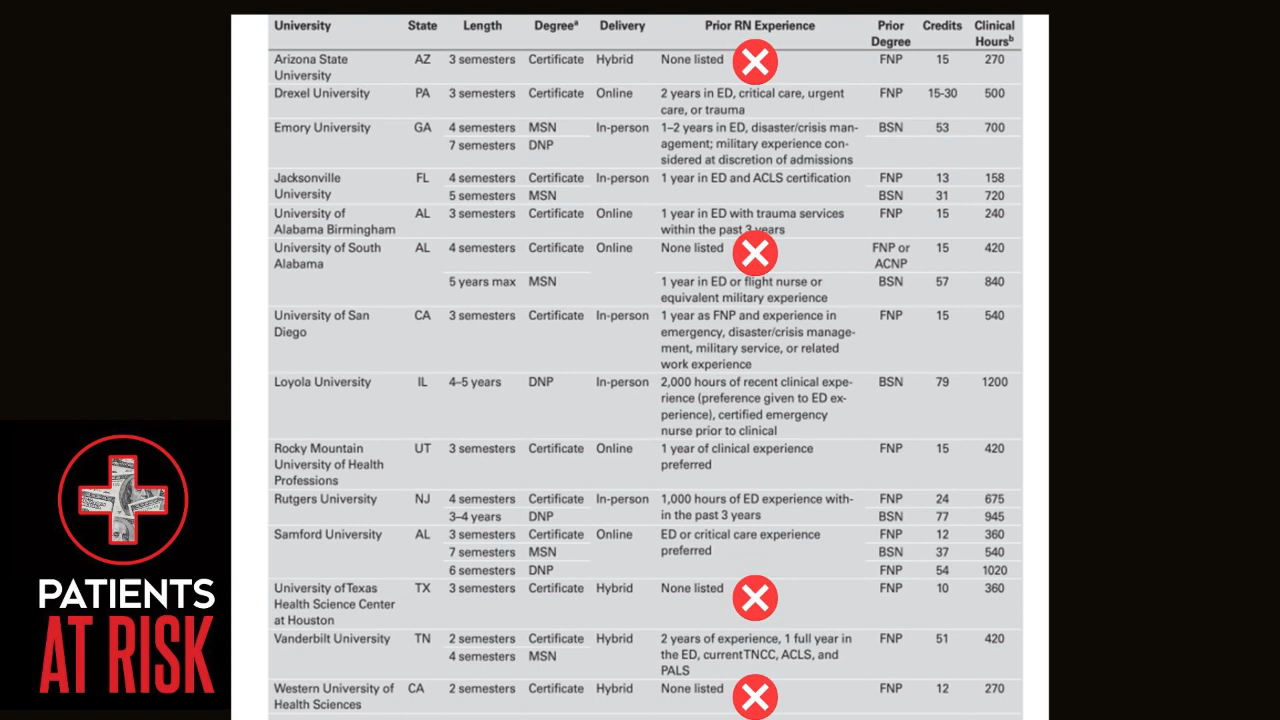 University State Length Degreeᵃ Delivery Prior RN Experience Prior Degree Credits Clinical Hoursᵇ
Arizona State University AZ 3 semesters Certificate Hybrid None listed FNP 15 270
Drexel University PA 3 semesters Certificate Online 2 years in ED, critical care, urgent care, or trauma FNP 15-30 500
Emory University GA 4 semesters MSN In-person 1–2 years in ED, disaster/crisis man-agement; military experience con-sidered at discretion of admissions BSN 53 700
7 semesters DNP
Jacksonville University FL 4 semesters Certificate In-person 1 year in ED and ACLS certification FNP 13 158
5 semesters MSN BSN 31 720
University of Alabama Birmingham AL 3 semesters Certificate Online 1 year in ED with trauma services within the past 3 years FNP 15 240
University of South Alabama AL 4 semesters Certificate Online None listed FNP or ACNP 15 420
5 years max MSN 1 year in ED or flight nurse or equivalent military experience BSN 57 840
University of San Diego CA 3 semesters Certificate In-person 1 year as FNP and experience in emergency, disaster/crisis manage-ment, military service, or related work experience FNP 15 540
Loyola University IL 4–5 years DNP In-person 2,000 hours of recent clinical expe-rience (preference given to ED ex-perience), certified emergency nurse prior to clinical BSN 79 1200
Rocky Mountain University of Health Professions UT 3 semesters Certificate Online 1 year of clinical experience preferred FNP 15 420
Rutgers University NJ 4 semesters Certificate In-person 1,000 hours of ED experience with-in the past 3 years FNP 24 675
3–4 years DNP BSN 77 945
Samford University AL 3 semesters Certificate Online ED or critical care experience preferred FNP 12 360
7 semesters MSN BSN 37 540
6 semesters DNP FNP 54 1020
University of Texas Health Science Center at Houston TX 3 semesters Certificate Hybrid None listed FNP 10 360
Vanderbilt University TN 2 semesters Certificate Hybrid 2 years of experience, 1 full year in the ED, current TNCC, ACLS, and PALS FNP 51 420
4 semesters MSN
Western University of Health Sciences CA 2 semesters Certificate Hybrid None listed FNP 12 270
PATIENTS
AT RISK